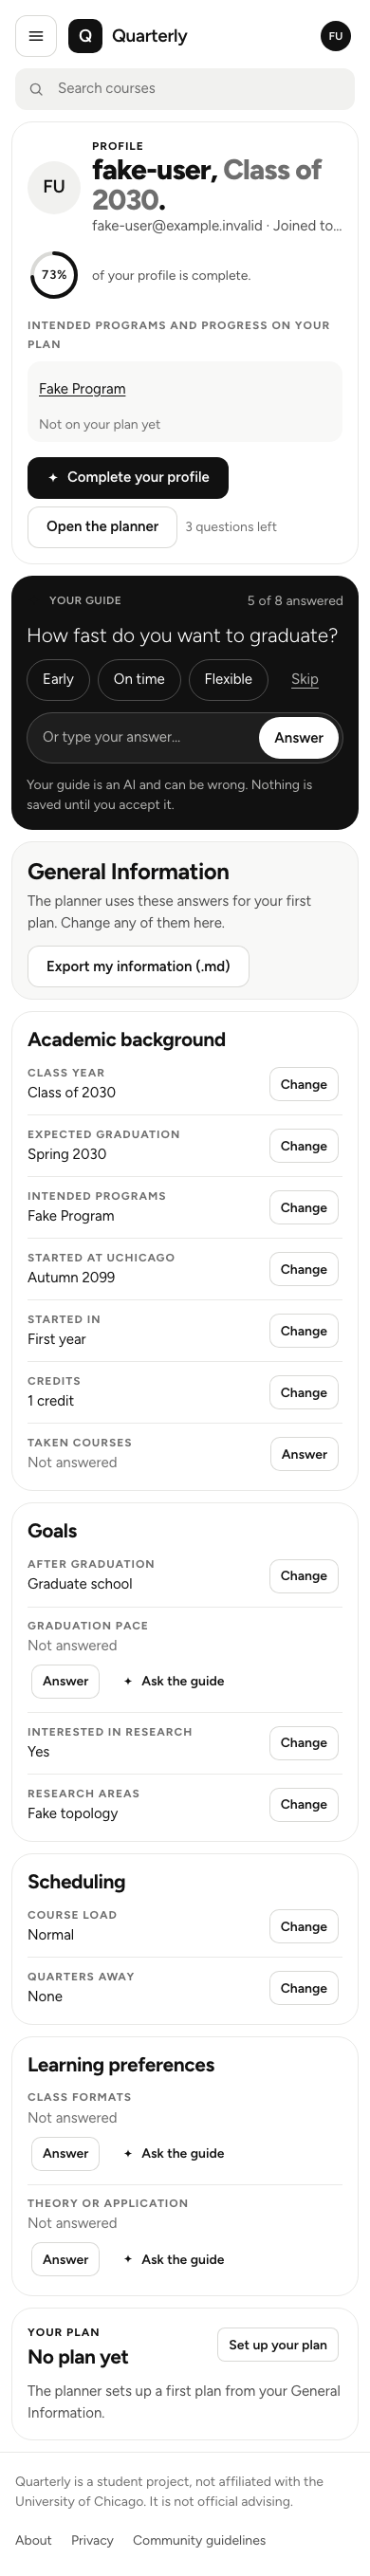 Q Quarterly FU
Search courses
PROFILE
FU
fake-user, Class of
2030.
fake-user@example.invalid · Joined to...
73%
of your profile is complete.
INTENDED PROGRAMS AND PROGRESS ON YOUR
PLAN
Fake Program
Not on your plan yet
Complete your profile
Open the planner 3 questions left
YOUR GUIDE 5 of 8 answered
How fast do you want to graduate?
Early On time Flexible Skip
Or type your answer... Answer
Your guide is an AI and can be wrong. Nothing is
saved until you accept it.
General Information
The planner uses these answers for your first
plan. Change any of them here.
Export my information (.md)
Academic background
CLASS YEAR
Class of 2030
Change
EXPECTED GRADUATION
Spring 2030
Change
INTENDED PROGRAMS
Fake Program
Change
STARTED AT UCHICAGO
Autumn 2099
Change
STARTED IN
First year
Change
CREDITS
1 credit
Change
TAKEN COURSES
Not answered
Answer
Goals
AFTER GRADUATION
Graduate school
Change
GRADUATION PACE
Not answered
Answer Ask the guide
INTERESTED IN RESEARCH
Yes
Change
RESEARCH AREAS
Fake topology
Change
Scheduling
COURSE LOAD
Normal
Change
QUARTERS AWAY
None
Change
Learning preferences
CLASS FORMATS
Not answered
Answer Ask the guide
THEORY OR APPLICATION
Not answered
Answer Ask the guide
YOUR PLAN
No plan yet
Set up your plan
The planner sets up a first plan from your General
Information.
Quarterly is a student project, not affiliated with the
University of Chicago. It is not official advising.
About Privacy Community guidelines